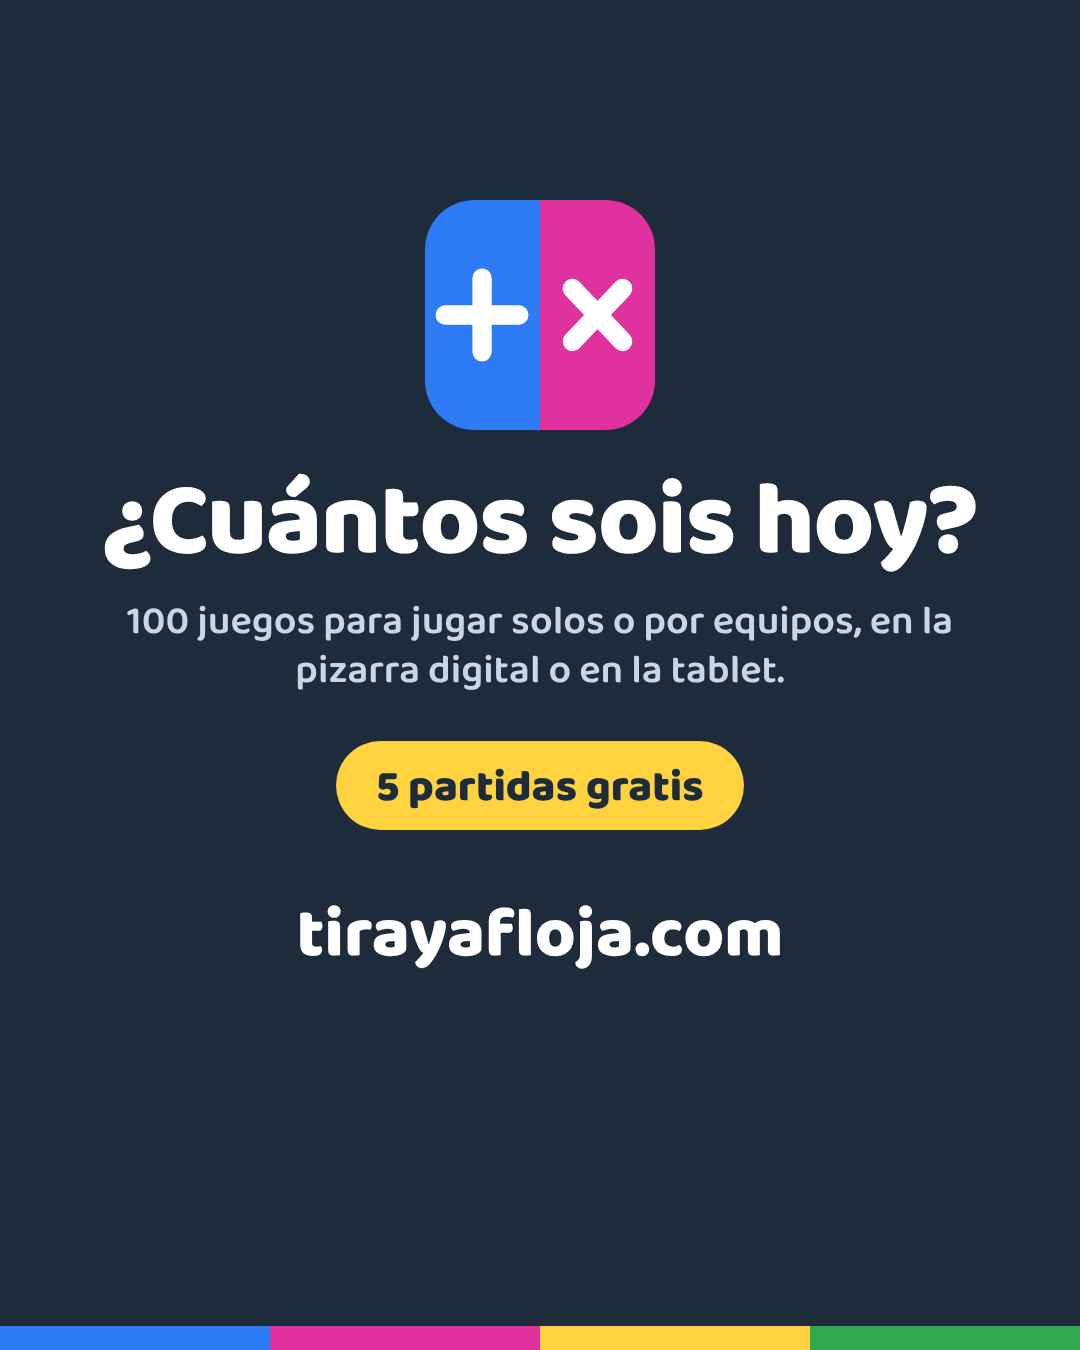 ¿Cuántos sois hoy?
100 juegos para jugar solos o por equipos, en la
pizarra digital o en la tablet.
5 partidas gratis
tirayafloja.com